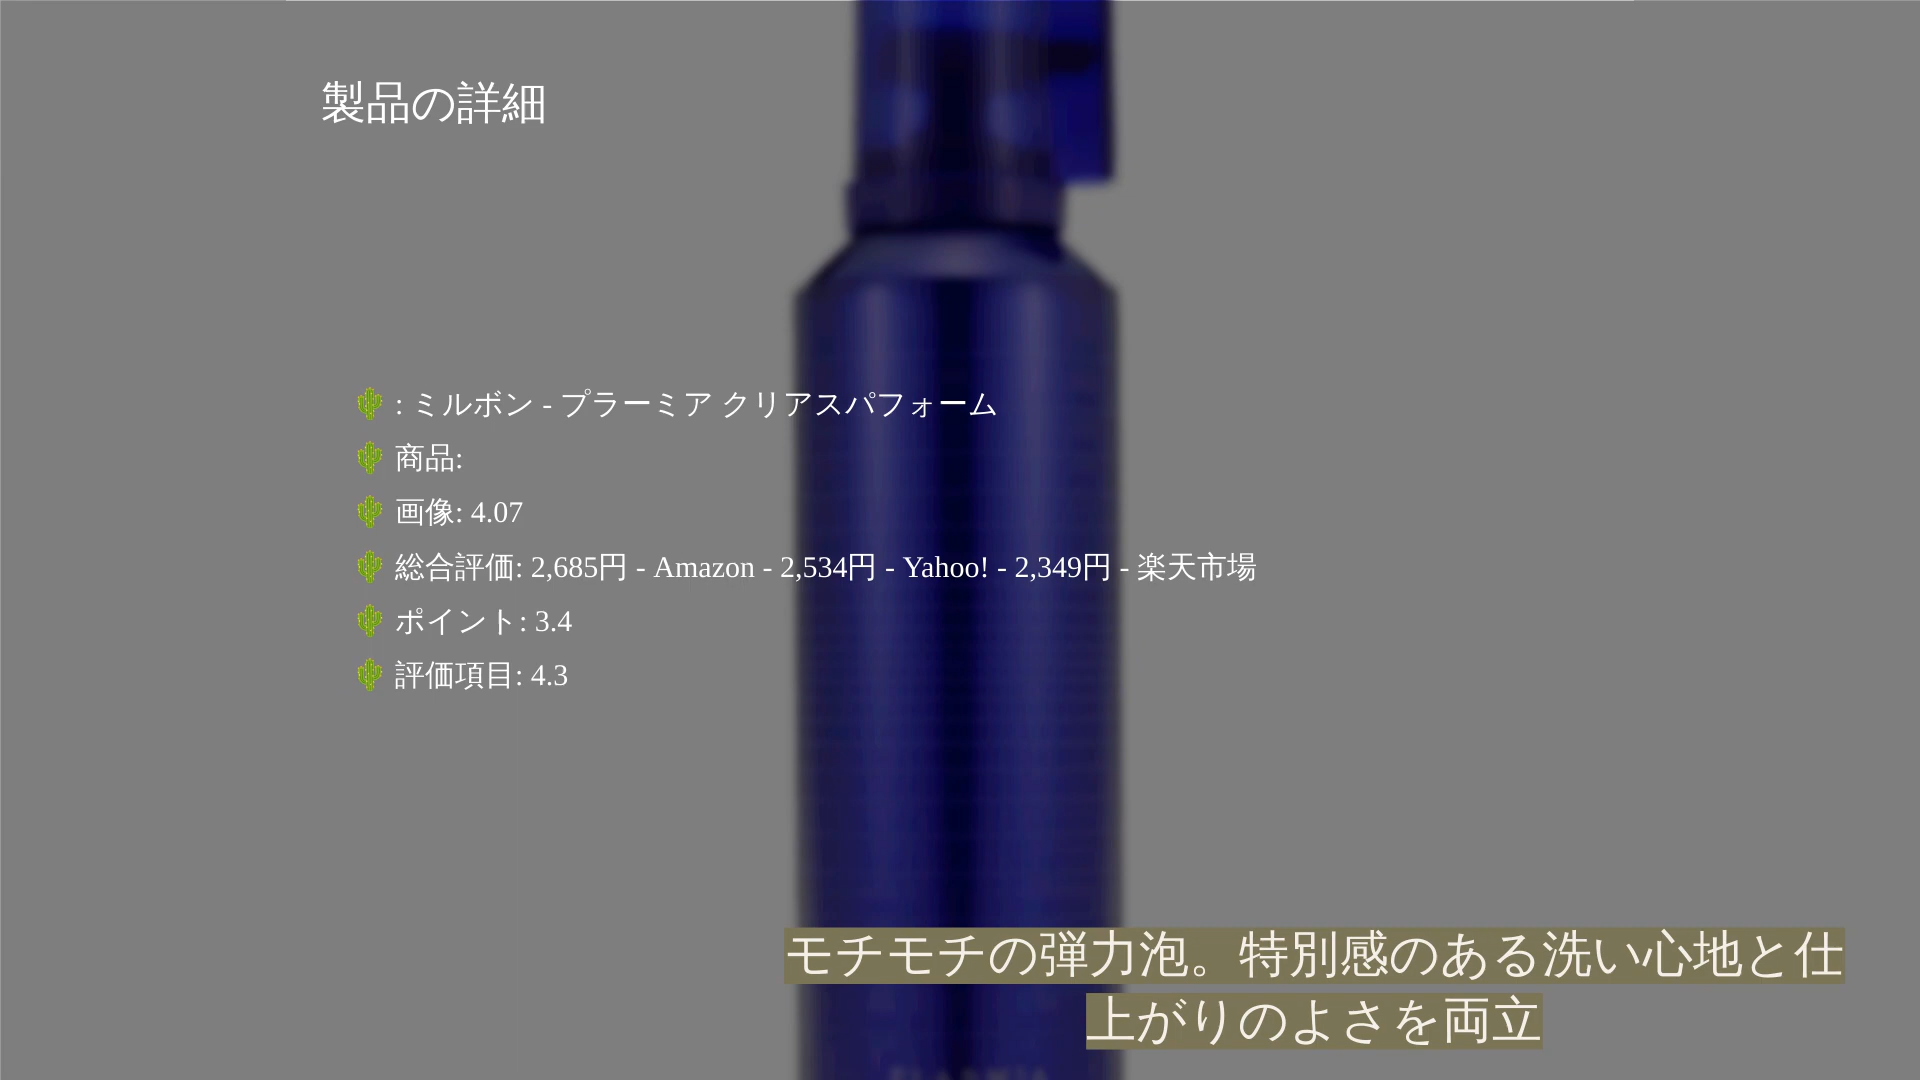 製品の詳細
🌵 : ミルボン - プラーミア クリアスパフォーム
🌵 商品:
🌵 画像: 4.07
🌵 総合評価: 2,685円 - Amazon - 2,534円 - Yahoo! - 2,349円 - 楽天市場
🌵 ポイント: 3.4
🌵 評価項目: 4.3
モチモチの弾力泡。特別感のある洗い心地と仕
上がりのよさを両立